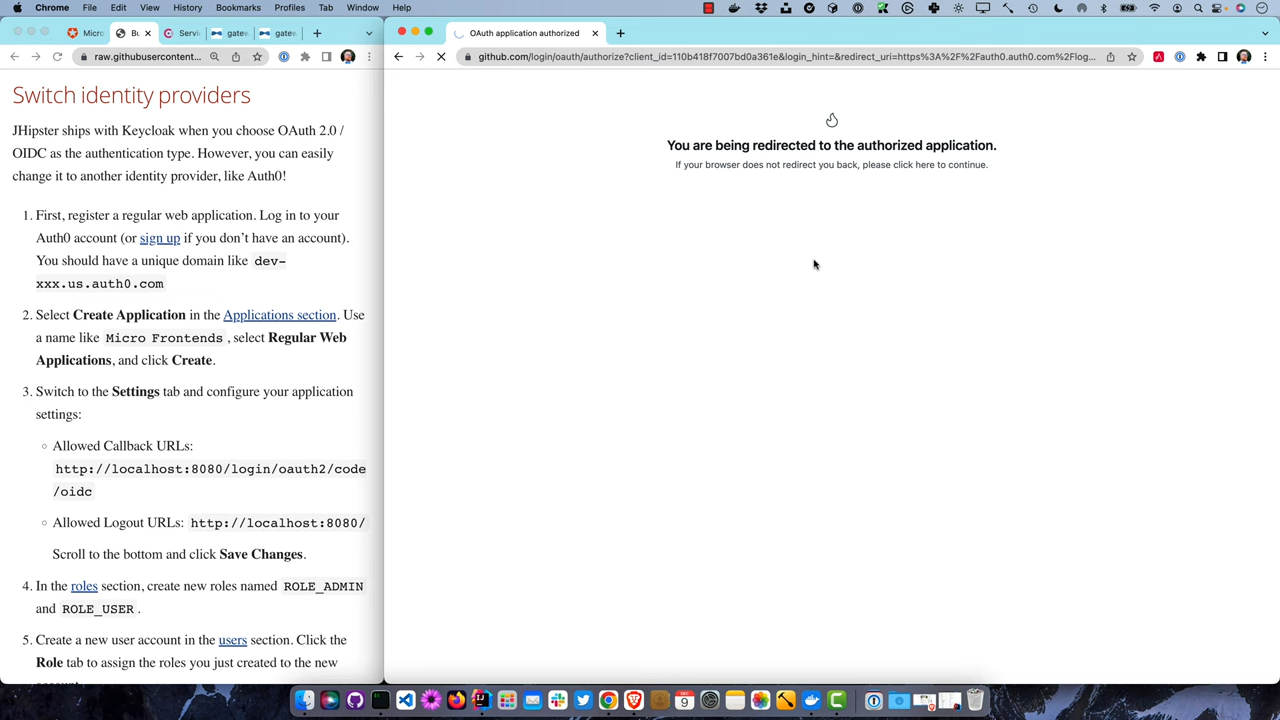 Chrome File Edit View History Bookmarks Profiles Tab Window Help
Micro
Bu
Servi
gatew
gatew
raw.githubusercontent...
OAuth application authorized
github.com/login/oauth/authorize?client_id=110b418f7007bd0a361e&login_hint=&redirect_uri=https%3A%2F%2Fauth0.auth0.com%2Flog...
Switch identity providers
JHipster ships with Keycloak when you choose OAuth 2.0 /
OIDC as the authentication type. However, you can easily
change it to another identity provider, like Auth0!
1. First, register a regular web application. Log in to your
Auth0 account (or sign up if you don't have an account).
You should have a unique domain like dev-
xxx.us.auth0.com
2. Select Create Application in the Applications section. Use
a name like Micro Frontends, select Regular Web
Applications, and click Create.
3. Switch to the Settings tab and configure your application
settings:
Allowed Callback URLs:
http://localhost:8080/login/oauth2/code
/oidc
Allowed Logout URLs: http://localhost:8080/
Scroll to the bottom and click Save Changes.
4. In the roles section, create new roles named ROLE_ADMIN
and ROLE_USER.
5. Create a new user account in the users section. Click the
Role tab to assign the roles you just created to the new
You are being redirected to the authorized application.
If your browser does not redirect you back, please click here to continue.
DEC
9